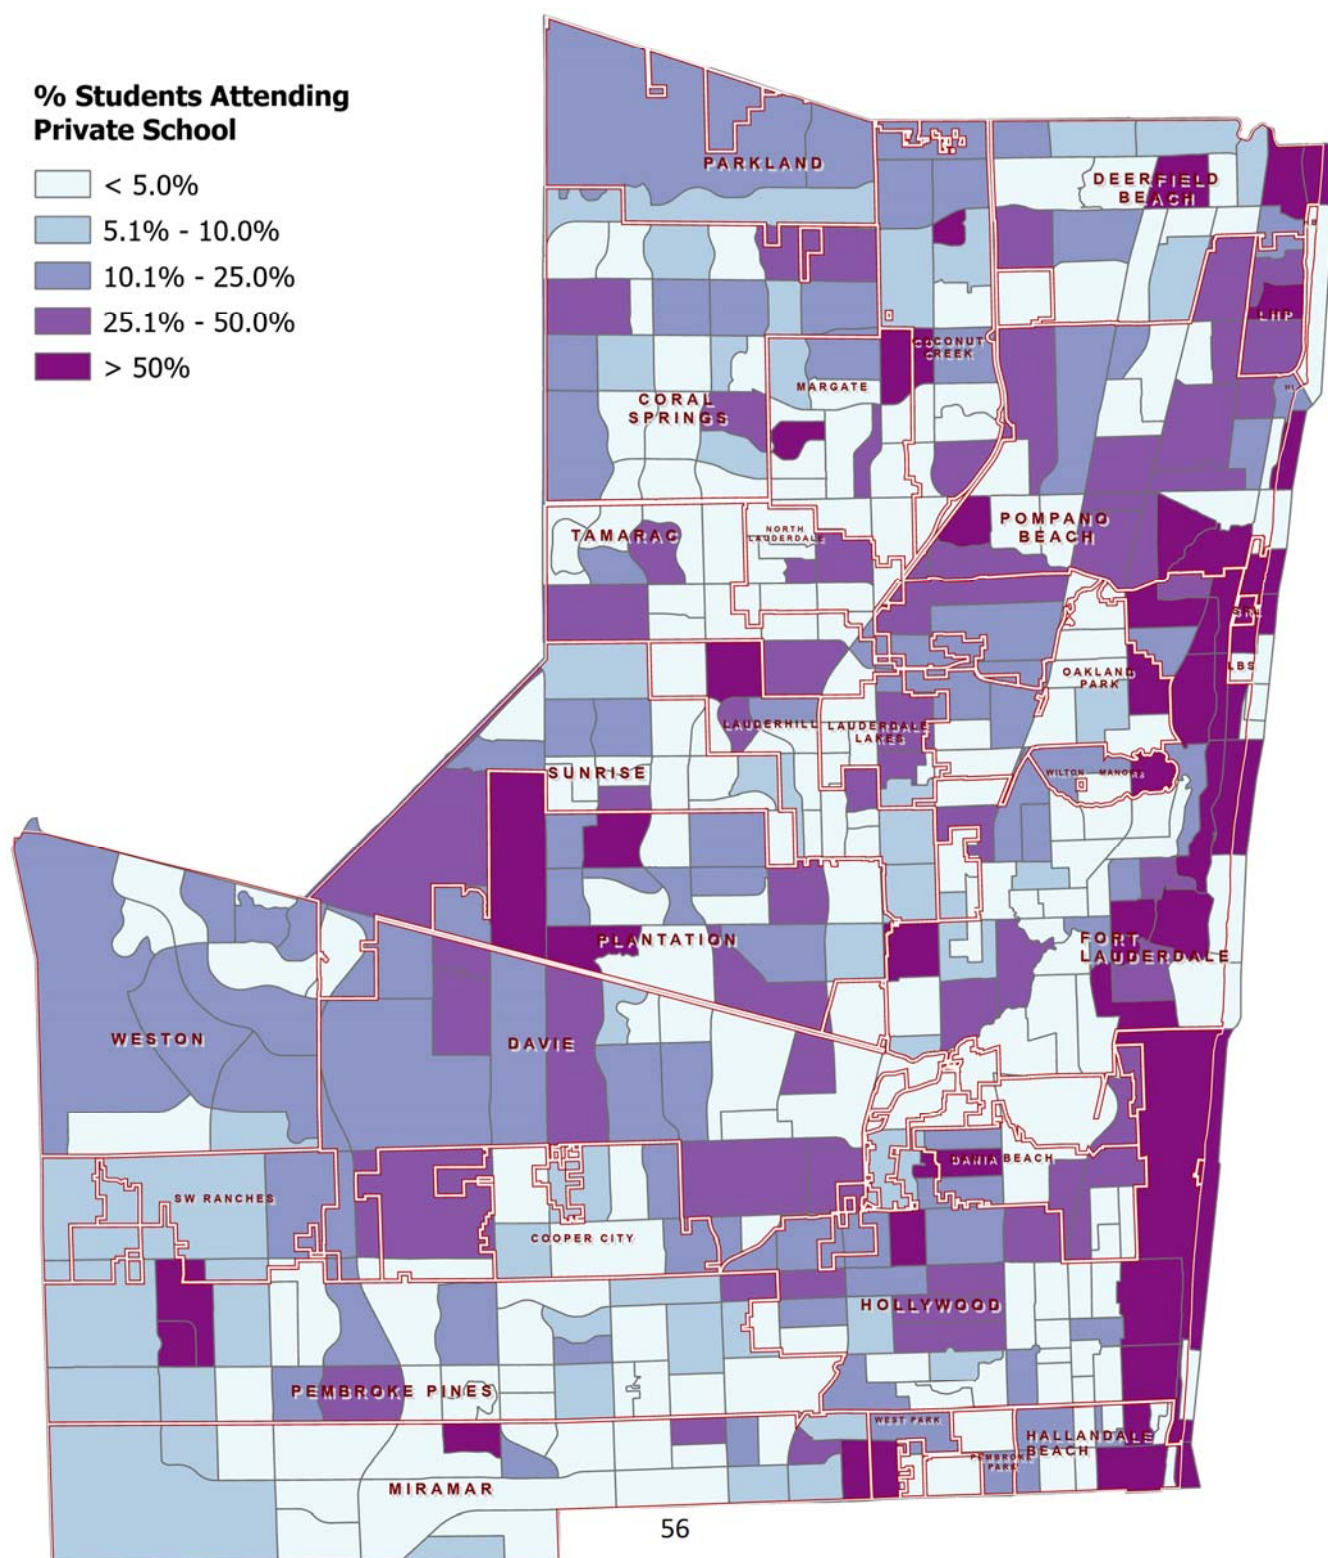 % Students Attending
Private School
< 5.0%
5.1% - 10.0%
10.1% - 25.0%
25.1% - 50.0%
> 50%
PARKLAND
DEERFIELD
BEACH
LHP
COCONUT
CREEK
MARGATE
CORAL
SPRINGS
POMPANO
BEACH
TAMARAC
NORTH
LAUDERDALE
SRL
LBS
OAKLAND
PARK
LAUDERHILL
LAUDERDALE
LAKES
SUNRISE
WILTON MANORS
PLANTATION
FORT
LAUDERDALE
WESTON
DAVIE
DANIA BEACH
SW RANCHES
COOPER CITY
HOLLYWOOD
PEMBROKE PINES
WEST PARK
HALLANDALE
BEACH
PEMBROKE
PARK
MIRAMAR
56